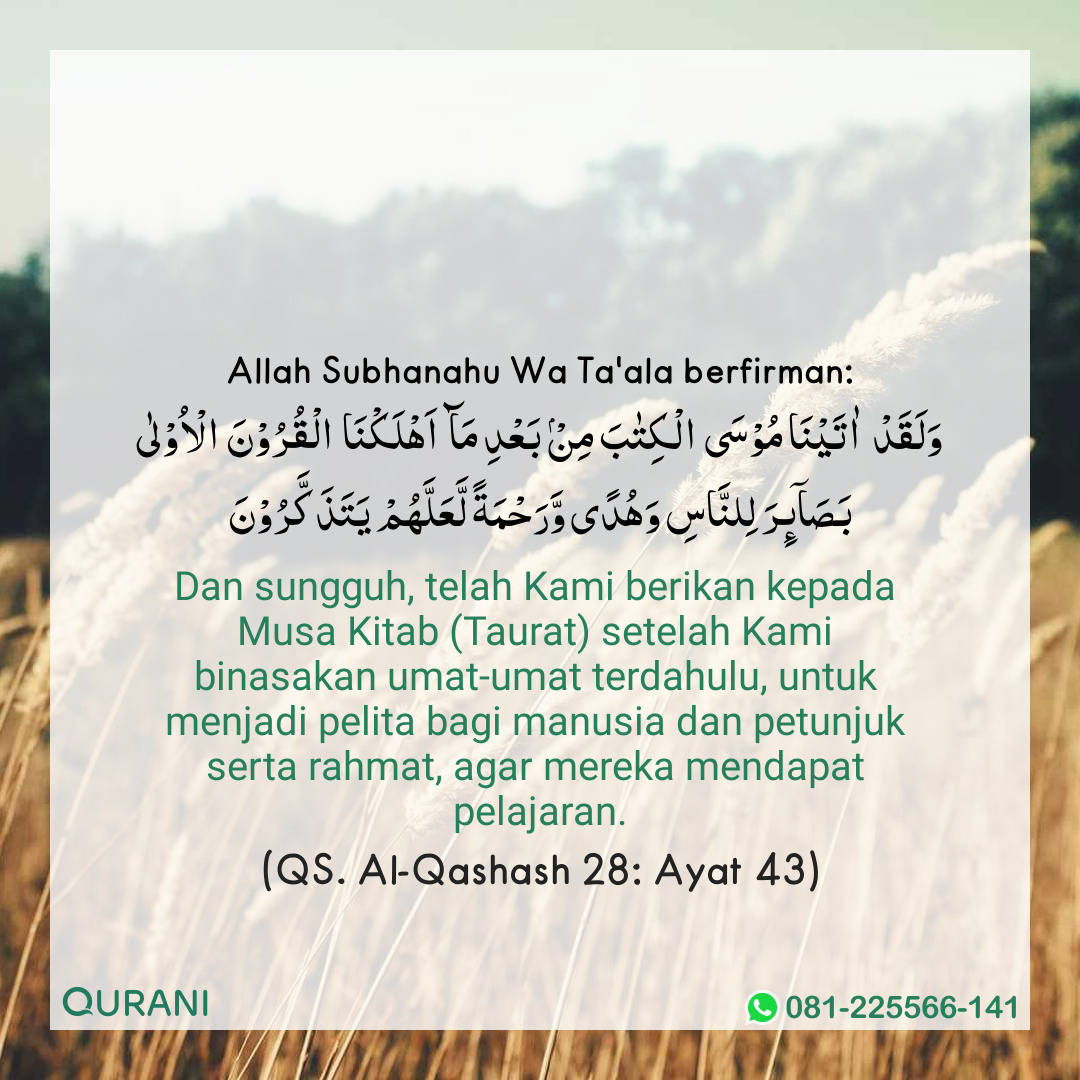 Allah Subhanahu Wa Ta'ala berfirman:
وَلَقَدْ اٰتَيْنَا مُوْسَى الْكِتٰبَ مِنْۢ بَعْدِ مَآ اَهْلَكْنَا الْقُرُوْنَ الْاُوْلٰى
بَصَآئِرَ لِلنَّاسِ وَهُدًى وَّرَحْمَةً لَّعَلَّهُمْ يَتَذَكَّرُوْنَ
Dan sungguh, telah Kami berikan kepada
Musa Kitab (Taurat) setelah Kami
binasakan umat-umat terdahulu, untuk
menjadi pelita bagi manusia dan petunjuk
serta rahmat, agar mereka mendapat
pelajaran.
(QS. Al-Qashash 28: Ayat 43)
QURANI
081-225566-141